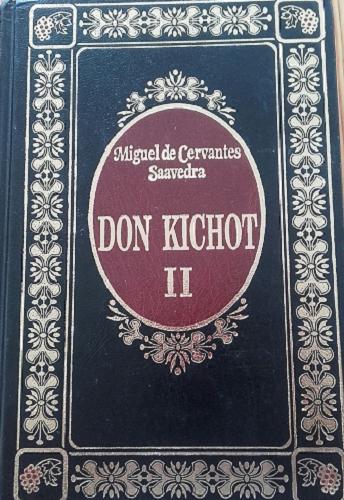 Miguel de Cervantes
Saavedra
DON KICHOT
II